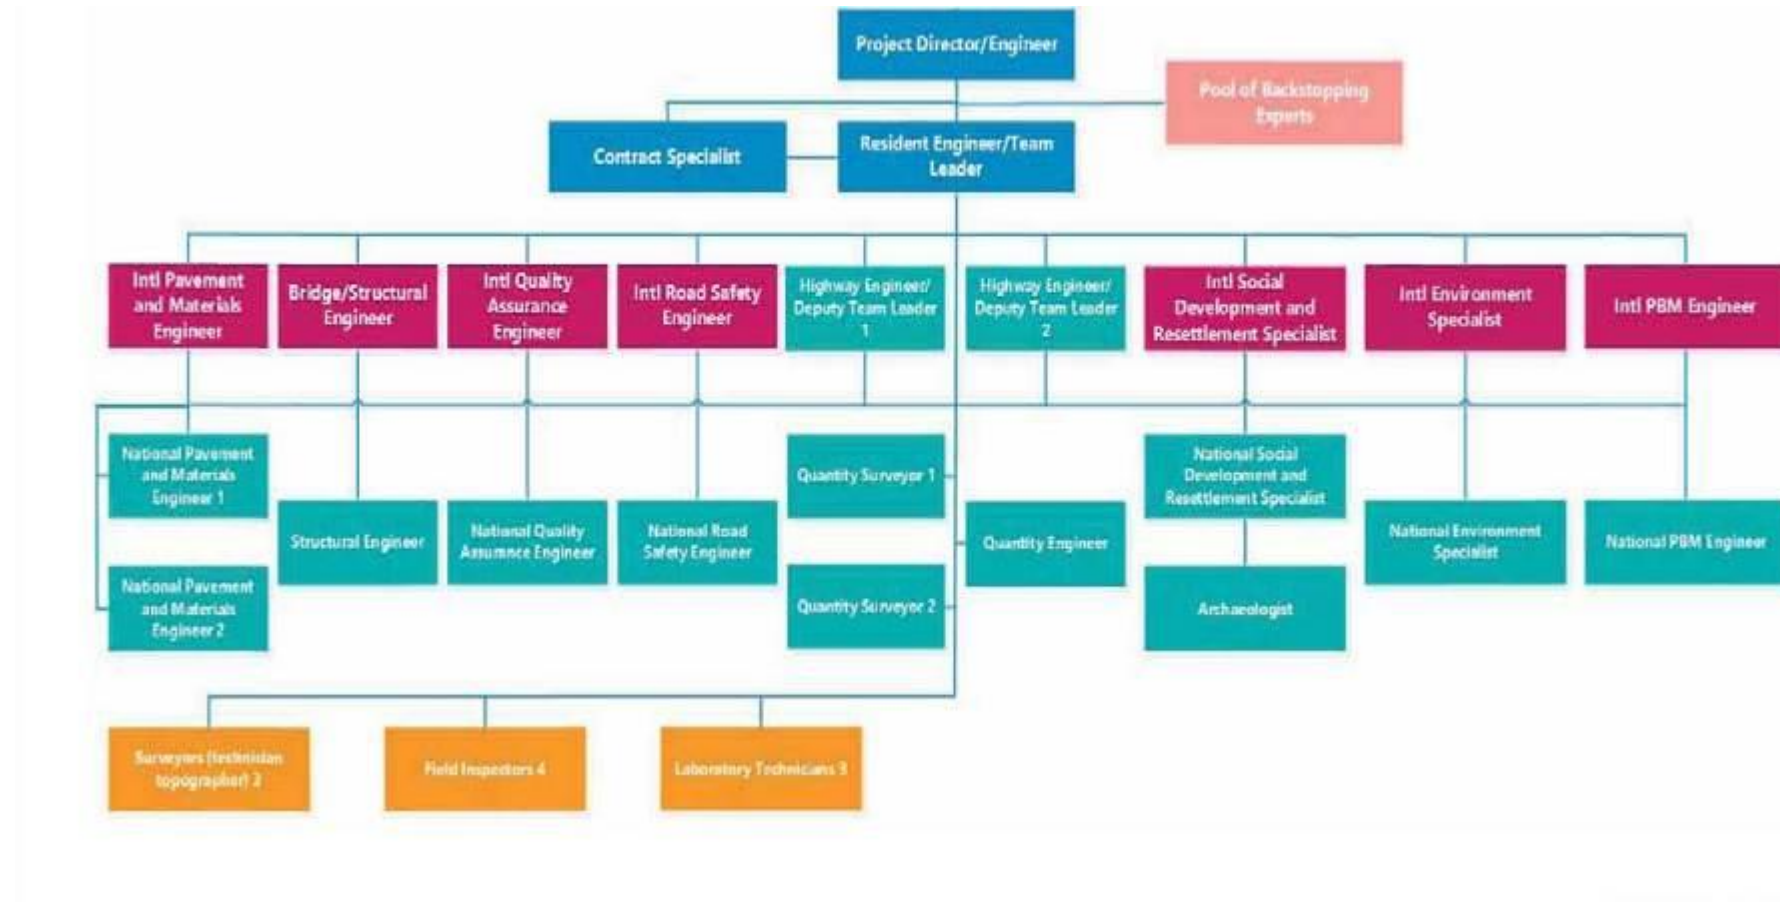 Project Director/Engineer
Pool of Backstopping
Experts
Contract Specialist
Resident Engineer/Team
Leader
Intl Pavement
and Materials
Engineer
Bridge/Structural
Engineer
Intl Quality
Assurance
Engineer
Intl Road Safety
Engineer
Highway Engineer/
Deputy Team Leader
1
Highway Engineer/
Deputy Team Leader
2
Intl Social
Development and
Resettlement Specialist
Intl Environment
Specialist
Intl PBM Engineer
National Pavement
and Materials
Engineer 1
Structural Engineer
National Quality
Assurance Engineer
National Road
Safety Engineer
Quantity Surveyor 1
Quantity Engineer
National Social
Development and
Resettlement Specialist
National Environment
Specialist
National PBM Engineer
National Pavement
and Materials
Engineer 2
Quantity Surveyor 2
Archaeologist
Surveyors (technician
topographer)
Field Inspectors 4
Laboratory Technicians 3